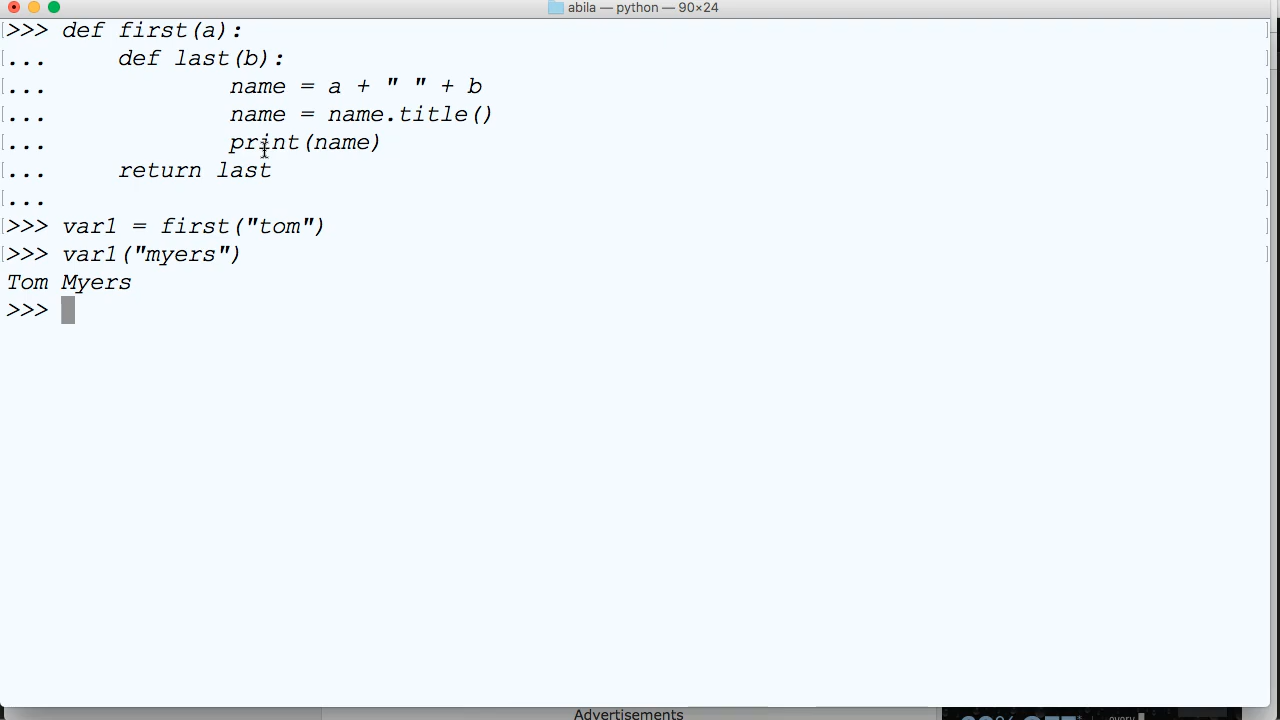 abila — python — 90×24
>>> def first(a):
...     def last(b):
...             name = a + " " + b
...             name = name.title()
...             print(name)
...     return last
...
>>> var1 = first("tom")
>>> var1("myers")
Tom Myers
>>>
Advertisements
every